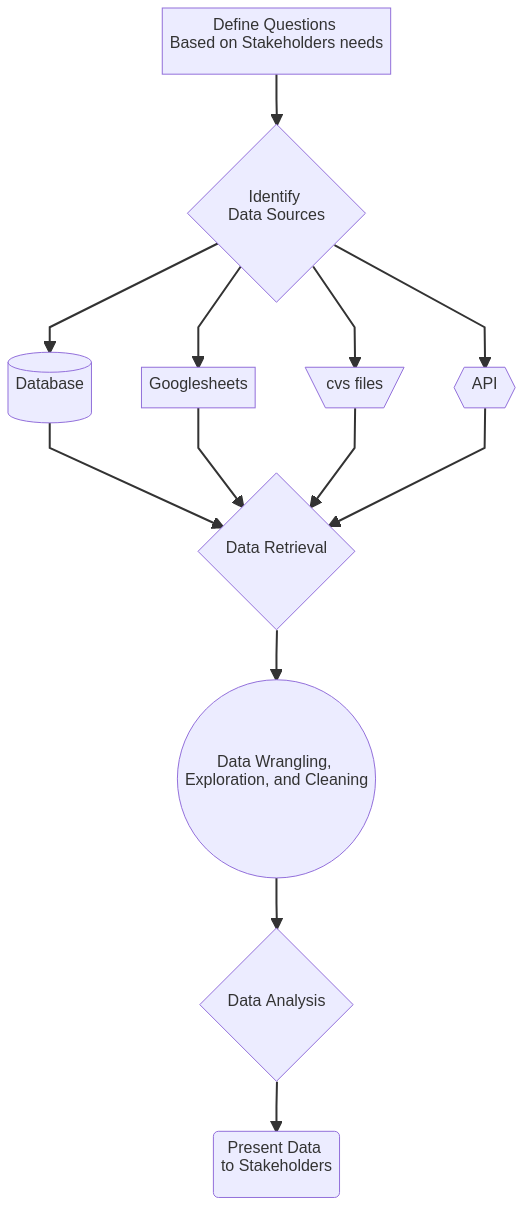 Define Questions
Based on Stakeholders needs
Identify
Data Sources
Database
Googlesheets
cvs files
API
Data Retrieval
Data Wrangling,
Exploration, and Cleaning
Data Analysis
Present Data
to Stakeholders